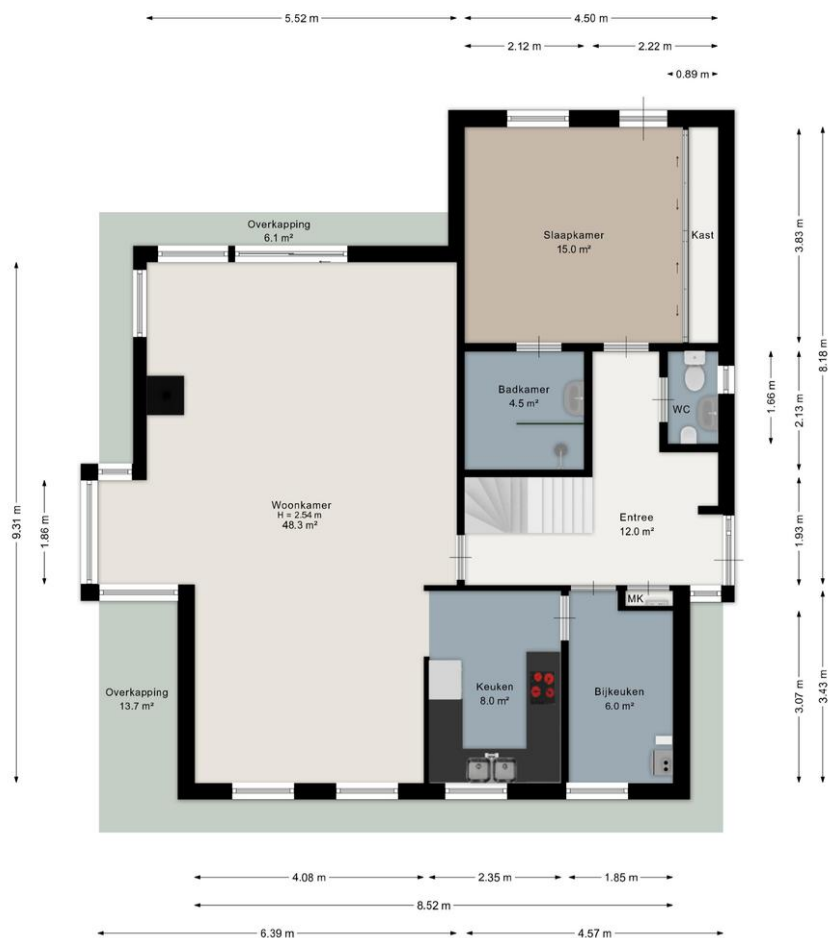 5.52 m
4.50 m
2.12 m
2.22 m
0.89 m
Overkapping
6.1 m²
Slaapkamer
15.0 m²
Kast
3.83 m
8.18 m
Badkamer
4.5 m²
WC
1.66 m
2.13 m
9.31 m
1.86 m
Woonkamer
H = 2.54 m
48.3 m²
Entree
12.0 m²
1.93 m
MK
Overkapping
13.7 m²
Keuken
8.0 m²
Bijkeuken
6.0 m²
3.07 m
3.43 m
4.08 m
2.35 m
1.85 m
8.52 m
6.39 m
4.57 m